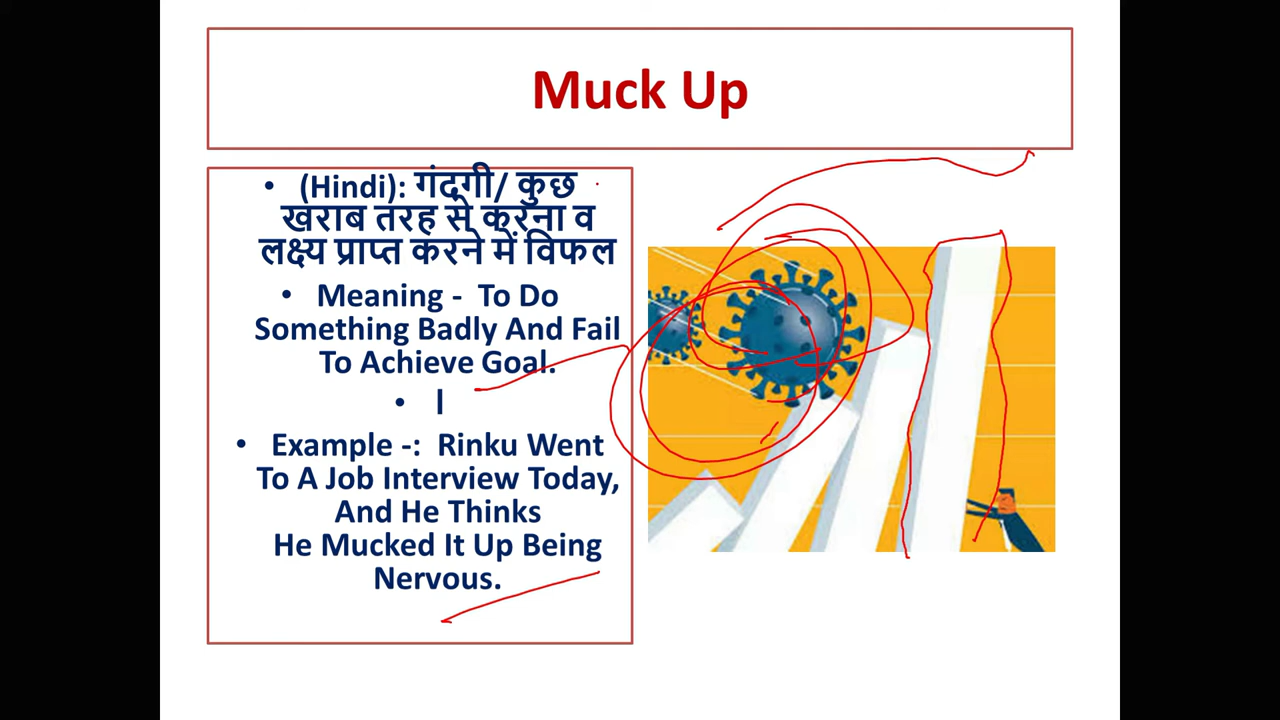 Muck Up
• (Hindi): गंदगी/ कुछ
खराब तरह से करना व
लक्ष्य प्राप्त करने में विफल
• Meaning - To Do
Something Badly And Fail
To Achieve Goal.
• l
• Example -: Rinku Went
To A Job Interview Today,
And He Thinks
He Mucked It Up Being
Nervous.